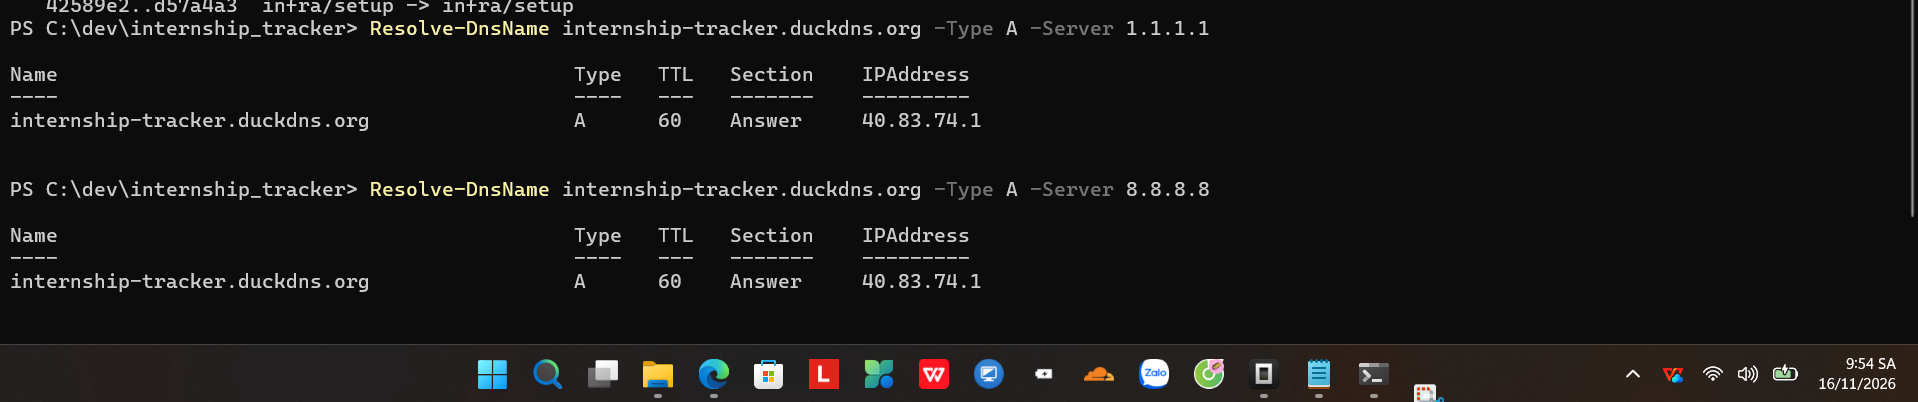 42589e2..d57a4a3  infra/setup -> infra/setup
PS C:\dev\internship_tracker> Resolve-DnsName internship-tracker.duckdns.org -Type A -Server 1.1.1.1
Name Type TTL Section IPAddress
---- ---- --- ------- ---------
internship-tracker.duckdns.org A 60 Answer 40.83.74.1
PS C:\dev\internship_tracker> Resolve-DnsName internship-tracker.duckdns.org -Type A -Server 8.8.8.8
Name Type TTL Section IPAddress
---- ---- --- ------- ---------
internship-tracker.duckdns.org A 60 Answer 40.83.74.1
L
Zalo
9:54 SA
16/11/2026